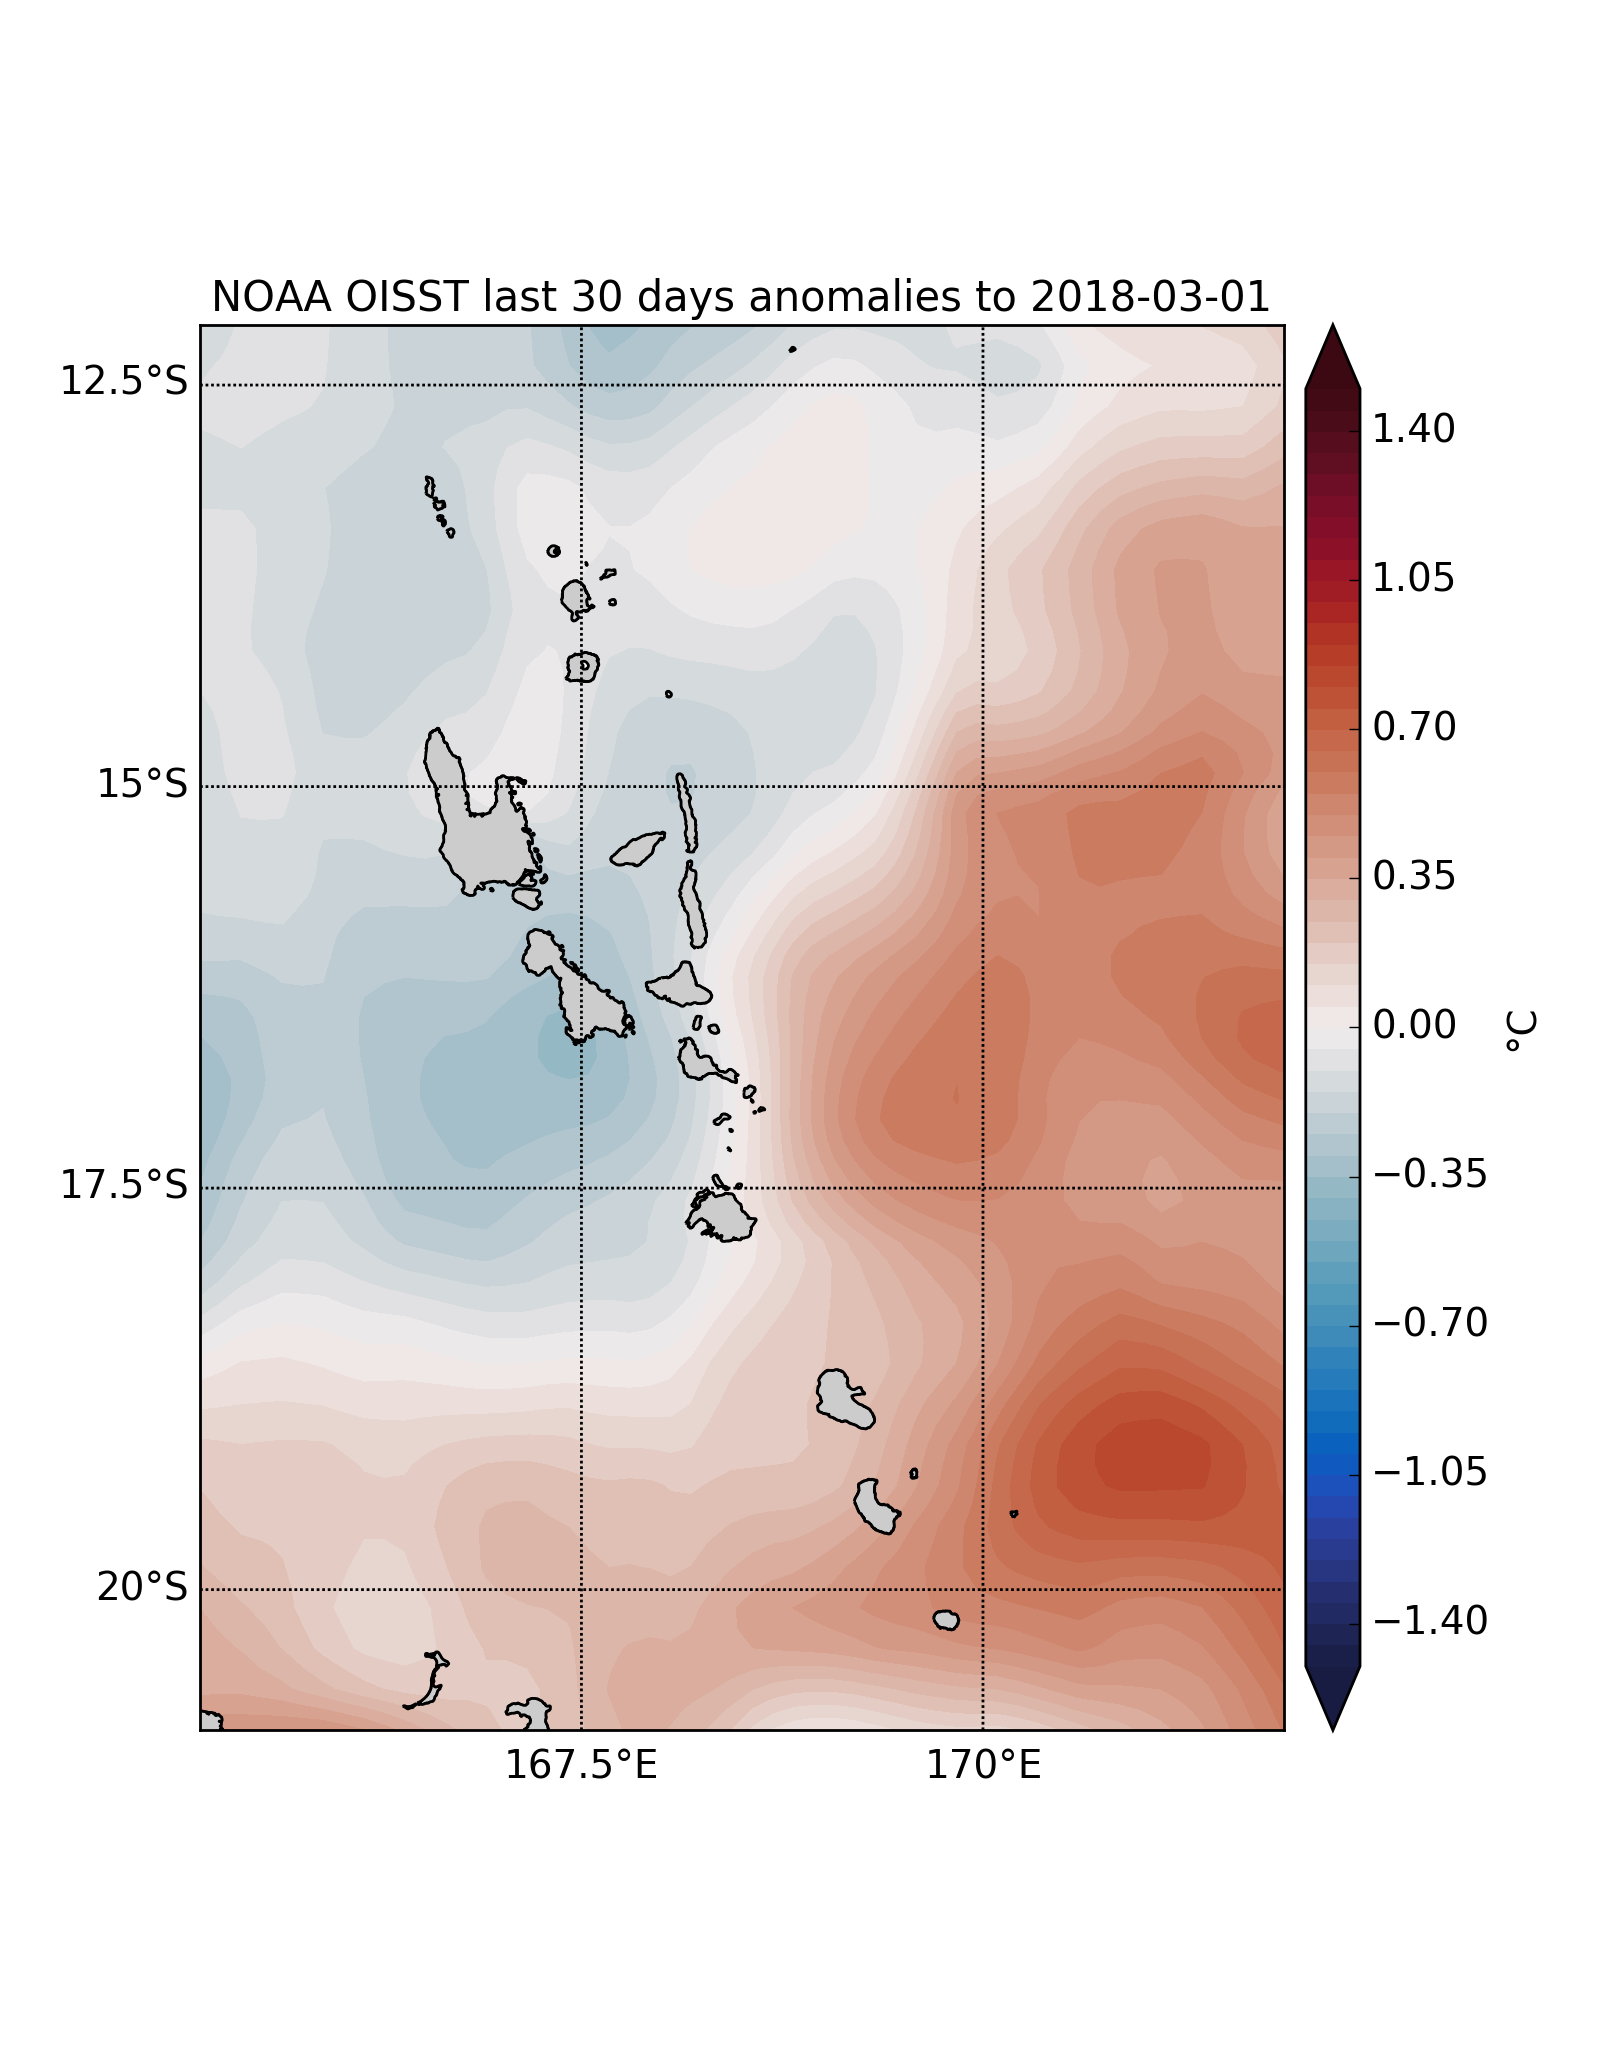 NOAA OISST last 30 days anomalies to 2018-03-01
12.5°S
15°S
17.5°S
20°S
167.5°E
170°E
1.40
1.05
0.70
0.35
0.00
−0.35
−0.70
−1.05
−1.40
°C